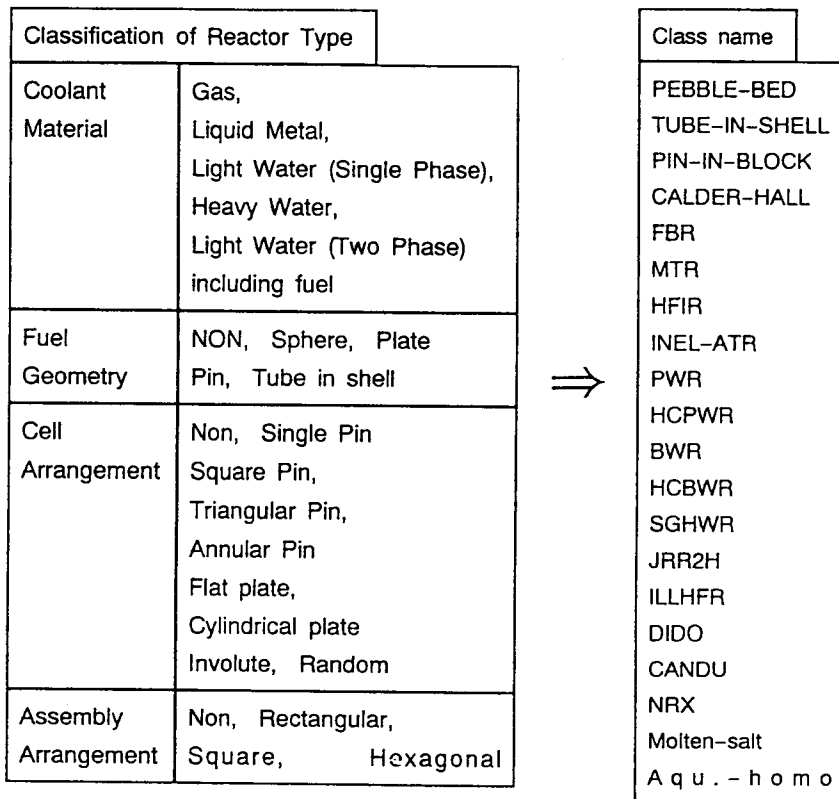 Classification of Reactor Type
Coolant Material
Gas,
Liquid Metal,
Light Water (Single Phase),
Heavy Water,
Light Water (Two Phase)
including fuel
Fuel Geometry
NON, Sphere, Plate
Pin, Tube in shell
Cell Arrangement
Non, Single Pin
Square Pin,
Triangular Pin,
Annular Pin
Flat plate,
Cylindrical plate
Involute, Random
Assembly Arrangement
Non, Rectangular,
Square, Hexagonal
⇒
Class name
PEBBLE-BED
TUBE-IN-SHELL
PIN-IN-BLOCK
CALDER-HALL
FBR
MTR
HFIR
INEL-ATR
PWR
HCPWR
BWR
HCBWR
SGHWR
JRR2H
ILLHFR
DIDO
CANDU
NRX
Molten-salt
Aqu.-homo